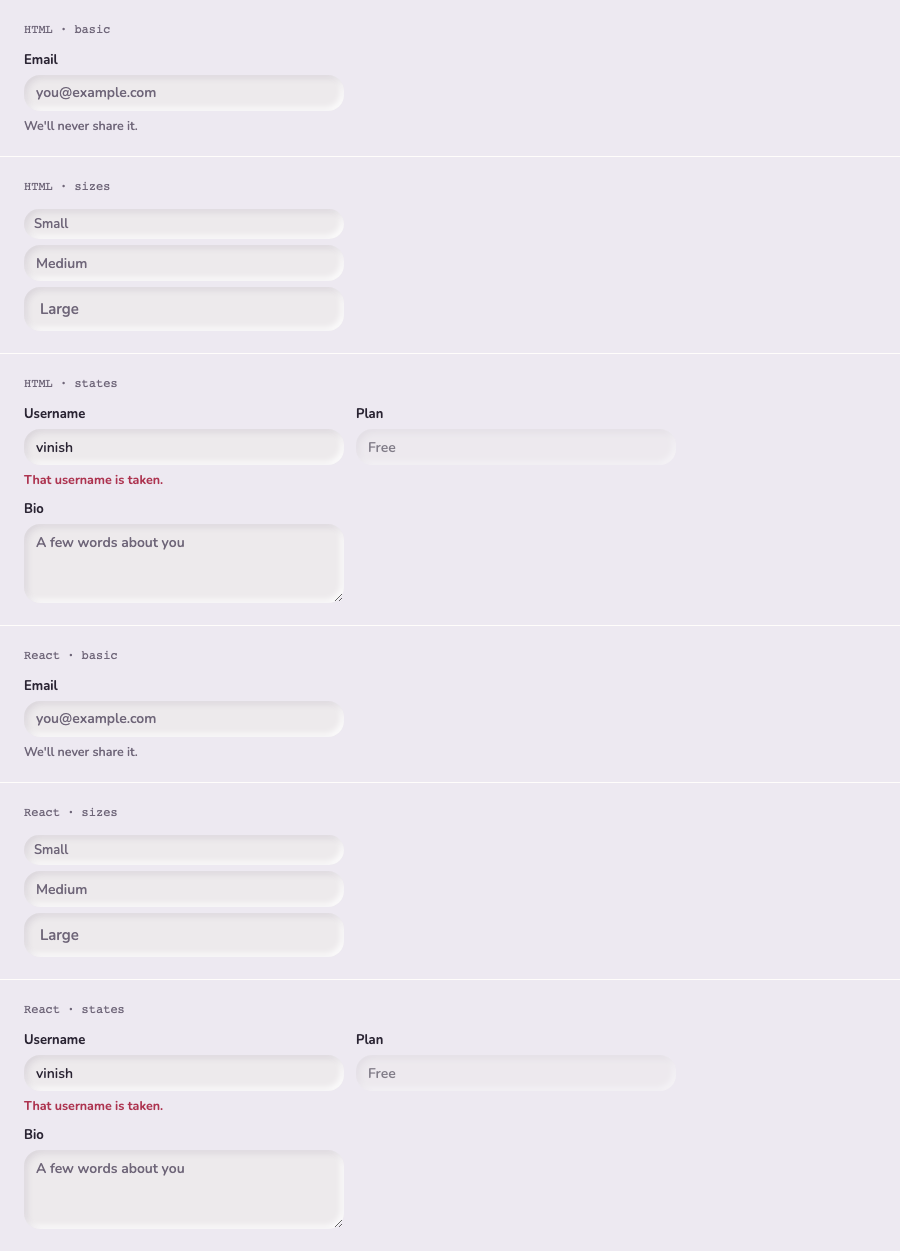 HTML · basic
Email
you@example.com
We'll never share it.
HTML · sizes
Small
Medium
Large
HTML · states
Username
Plan
vinish
Free
That username is taken.
Bio
A few words about you
React · basic
Email
you@example.com
We'll never share it.
React · sizes
Small
Medium
Large
React · states
Username
Plan
vinish
Free
That username is taken.
Bio
A few words about you